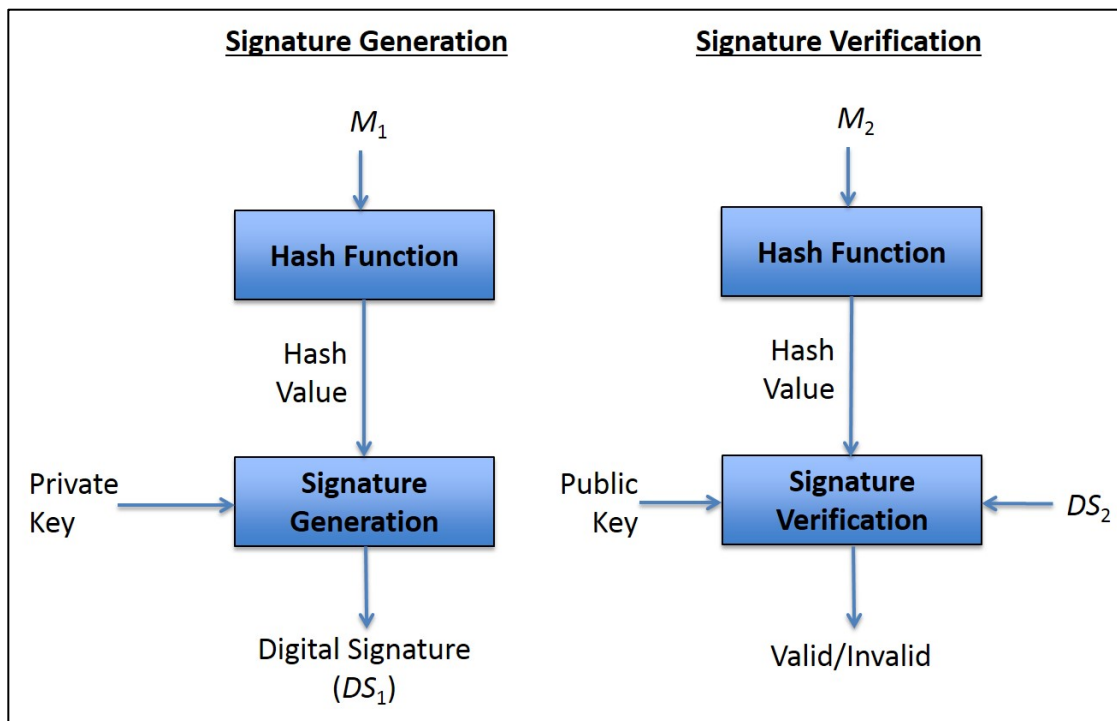 Signature Generation
M₁
Hash Function
Hash
Value
Private
Key
Signature
Generation
Digital Signature
(DS₁)
Signature Verification
M₂
Hash Function
Hash
Value
Public
Key
Signature
Verification
DS₂
Valid/Invalid